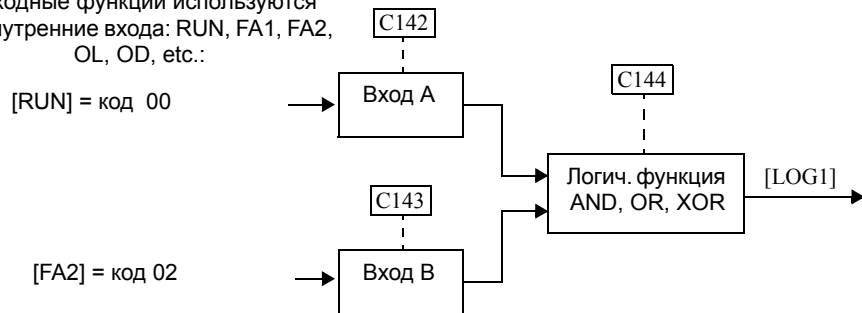 ходные функции используются
нутренние входа: RUN, FA1, FA2,
OL, OD, etc.:
C142
[RUN] = код 00
Вход A
C144
Логич. функция
AND, OR, XOR
[LOG1]
C143
[FA2] = код 02
Вход B